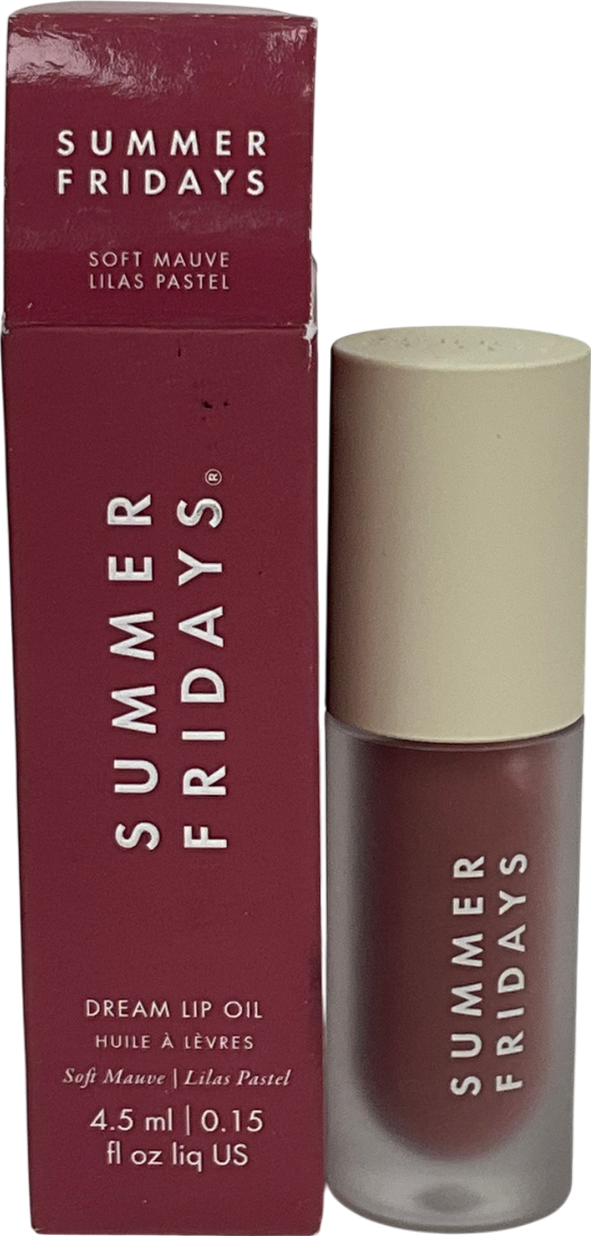 SUMMER
FRIDAYS
SOFT MAUVE
LILAS PASTEL
SUMMER
FRIDAYS®
DREAM LIP OIL
HUILE À LÈVRES
Soft Mauve | Lilas Pastel
4.5 ml | 0.15
fl oz liq US
SUMMER
FRIDAYS